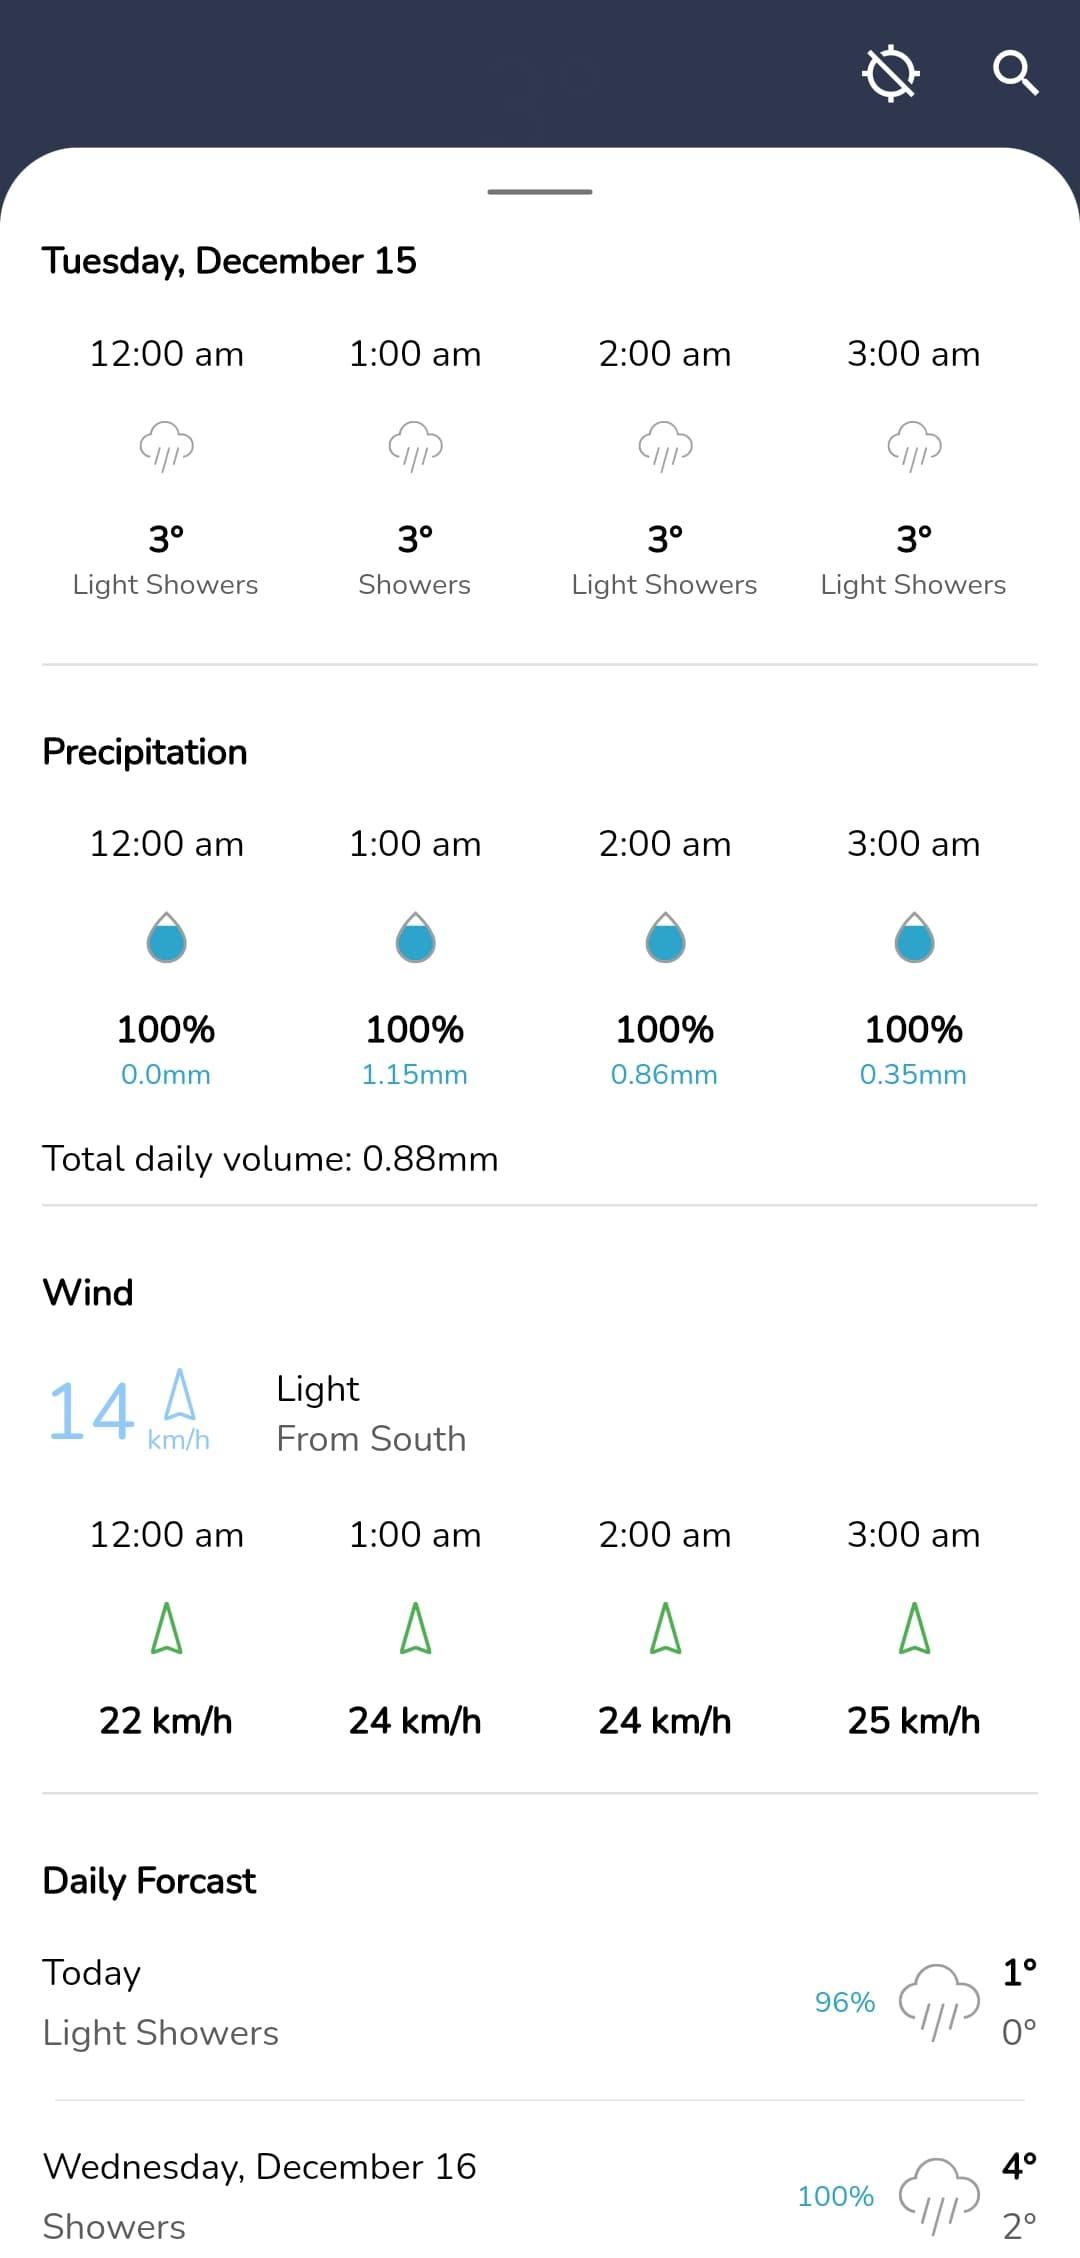 Tuesday, December 15
12:00 am 1:00 am 2:00 am 3:00 am
3° 3° 3° 3°
Light Showers Showers Light Showers Light Showers
Precipitation
12:00 am 1:00 am 2:00 am 3:00 am
100% 100% 100% 100%
0.0mm 1.15mm 0.86mm 0.35mm
Total daily volume: 0.88mm
Wind
14 km/h
Light
From South
12:00 am 1:00 am 2:00 am 3:00 am
22 km/h 24 km/h 24 km/h 25 km/h
Daily Forcast
Today
Light Showers
96%
1°
0°
Wednesday, December 16
Showers
100%
4°
2°